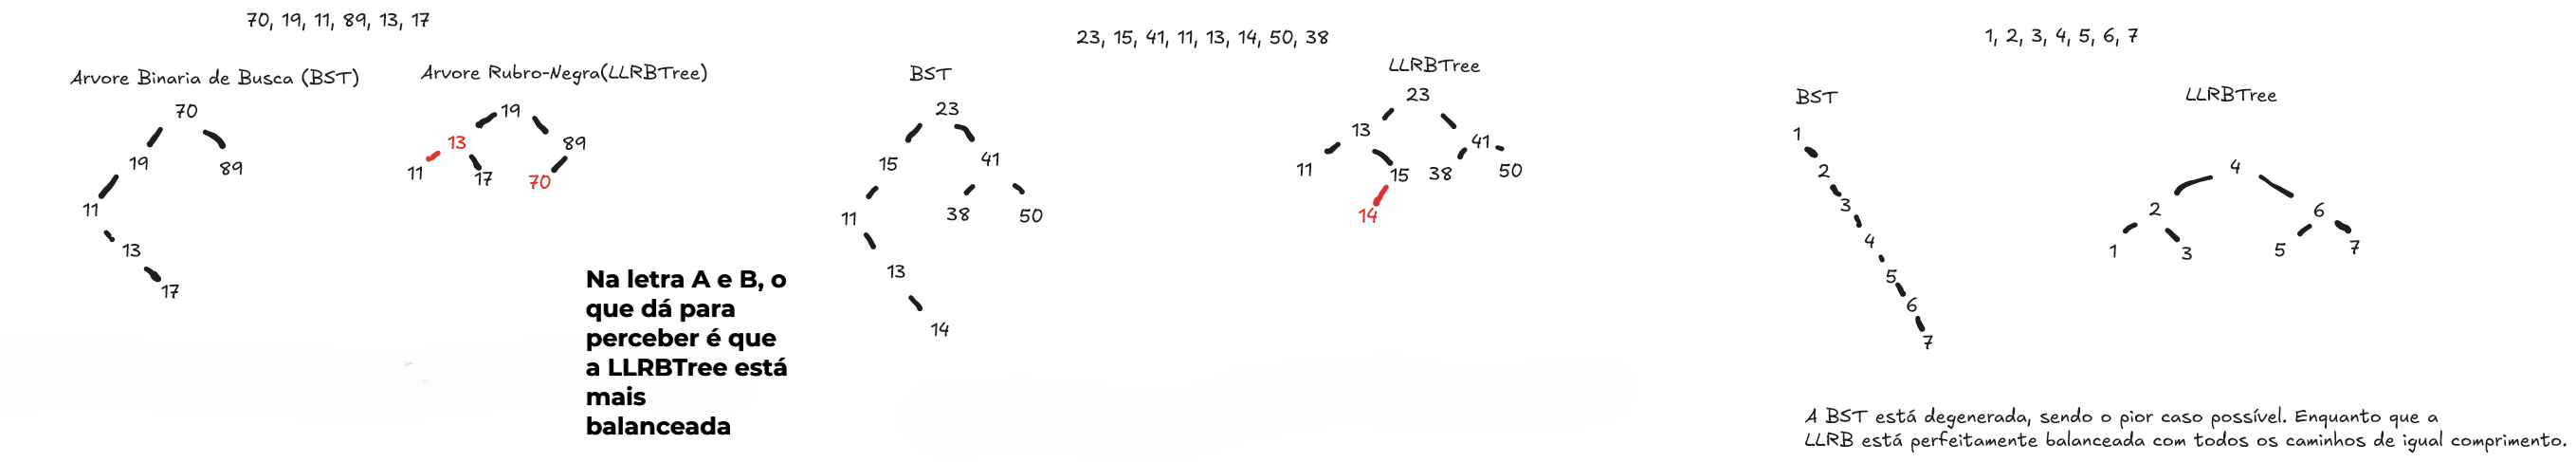 70, 19, 11, 89, 13, 17
Arvore Binaria de Busca (BST)
Arvore Rubro-Negra(LLRBTree)
70
19
89
11
13
17
19
13
89
11
17
70
Na letra A e B, o
que dá para
perceber é que
a LLRBTree está
mais
balanceada
23, 15, 41, 11, 13, 14, 50, 38
BST
LLRBTree
23
15
41
11
38
50
13
14
23
13
41
11
15
38
50
14
1, 2, 3, 4, 5, 6, 7
BST
LLRBTree
1
2
3
4
5
6
7
4
2
6
1
3
5
7
A BST está degenerada, sendo o pior caso possível. Enquanto que a
LLRB está perfeitamente balanceada com todos os caminhos de igual comprimento.